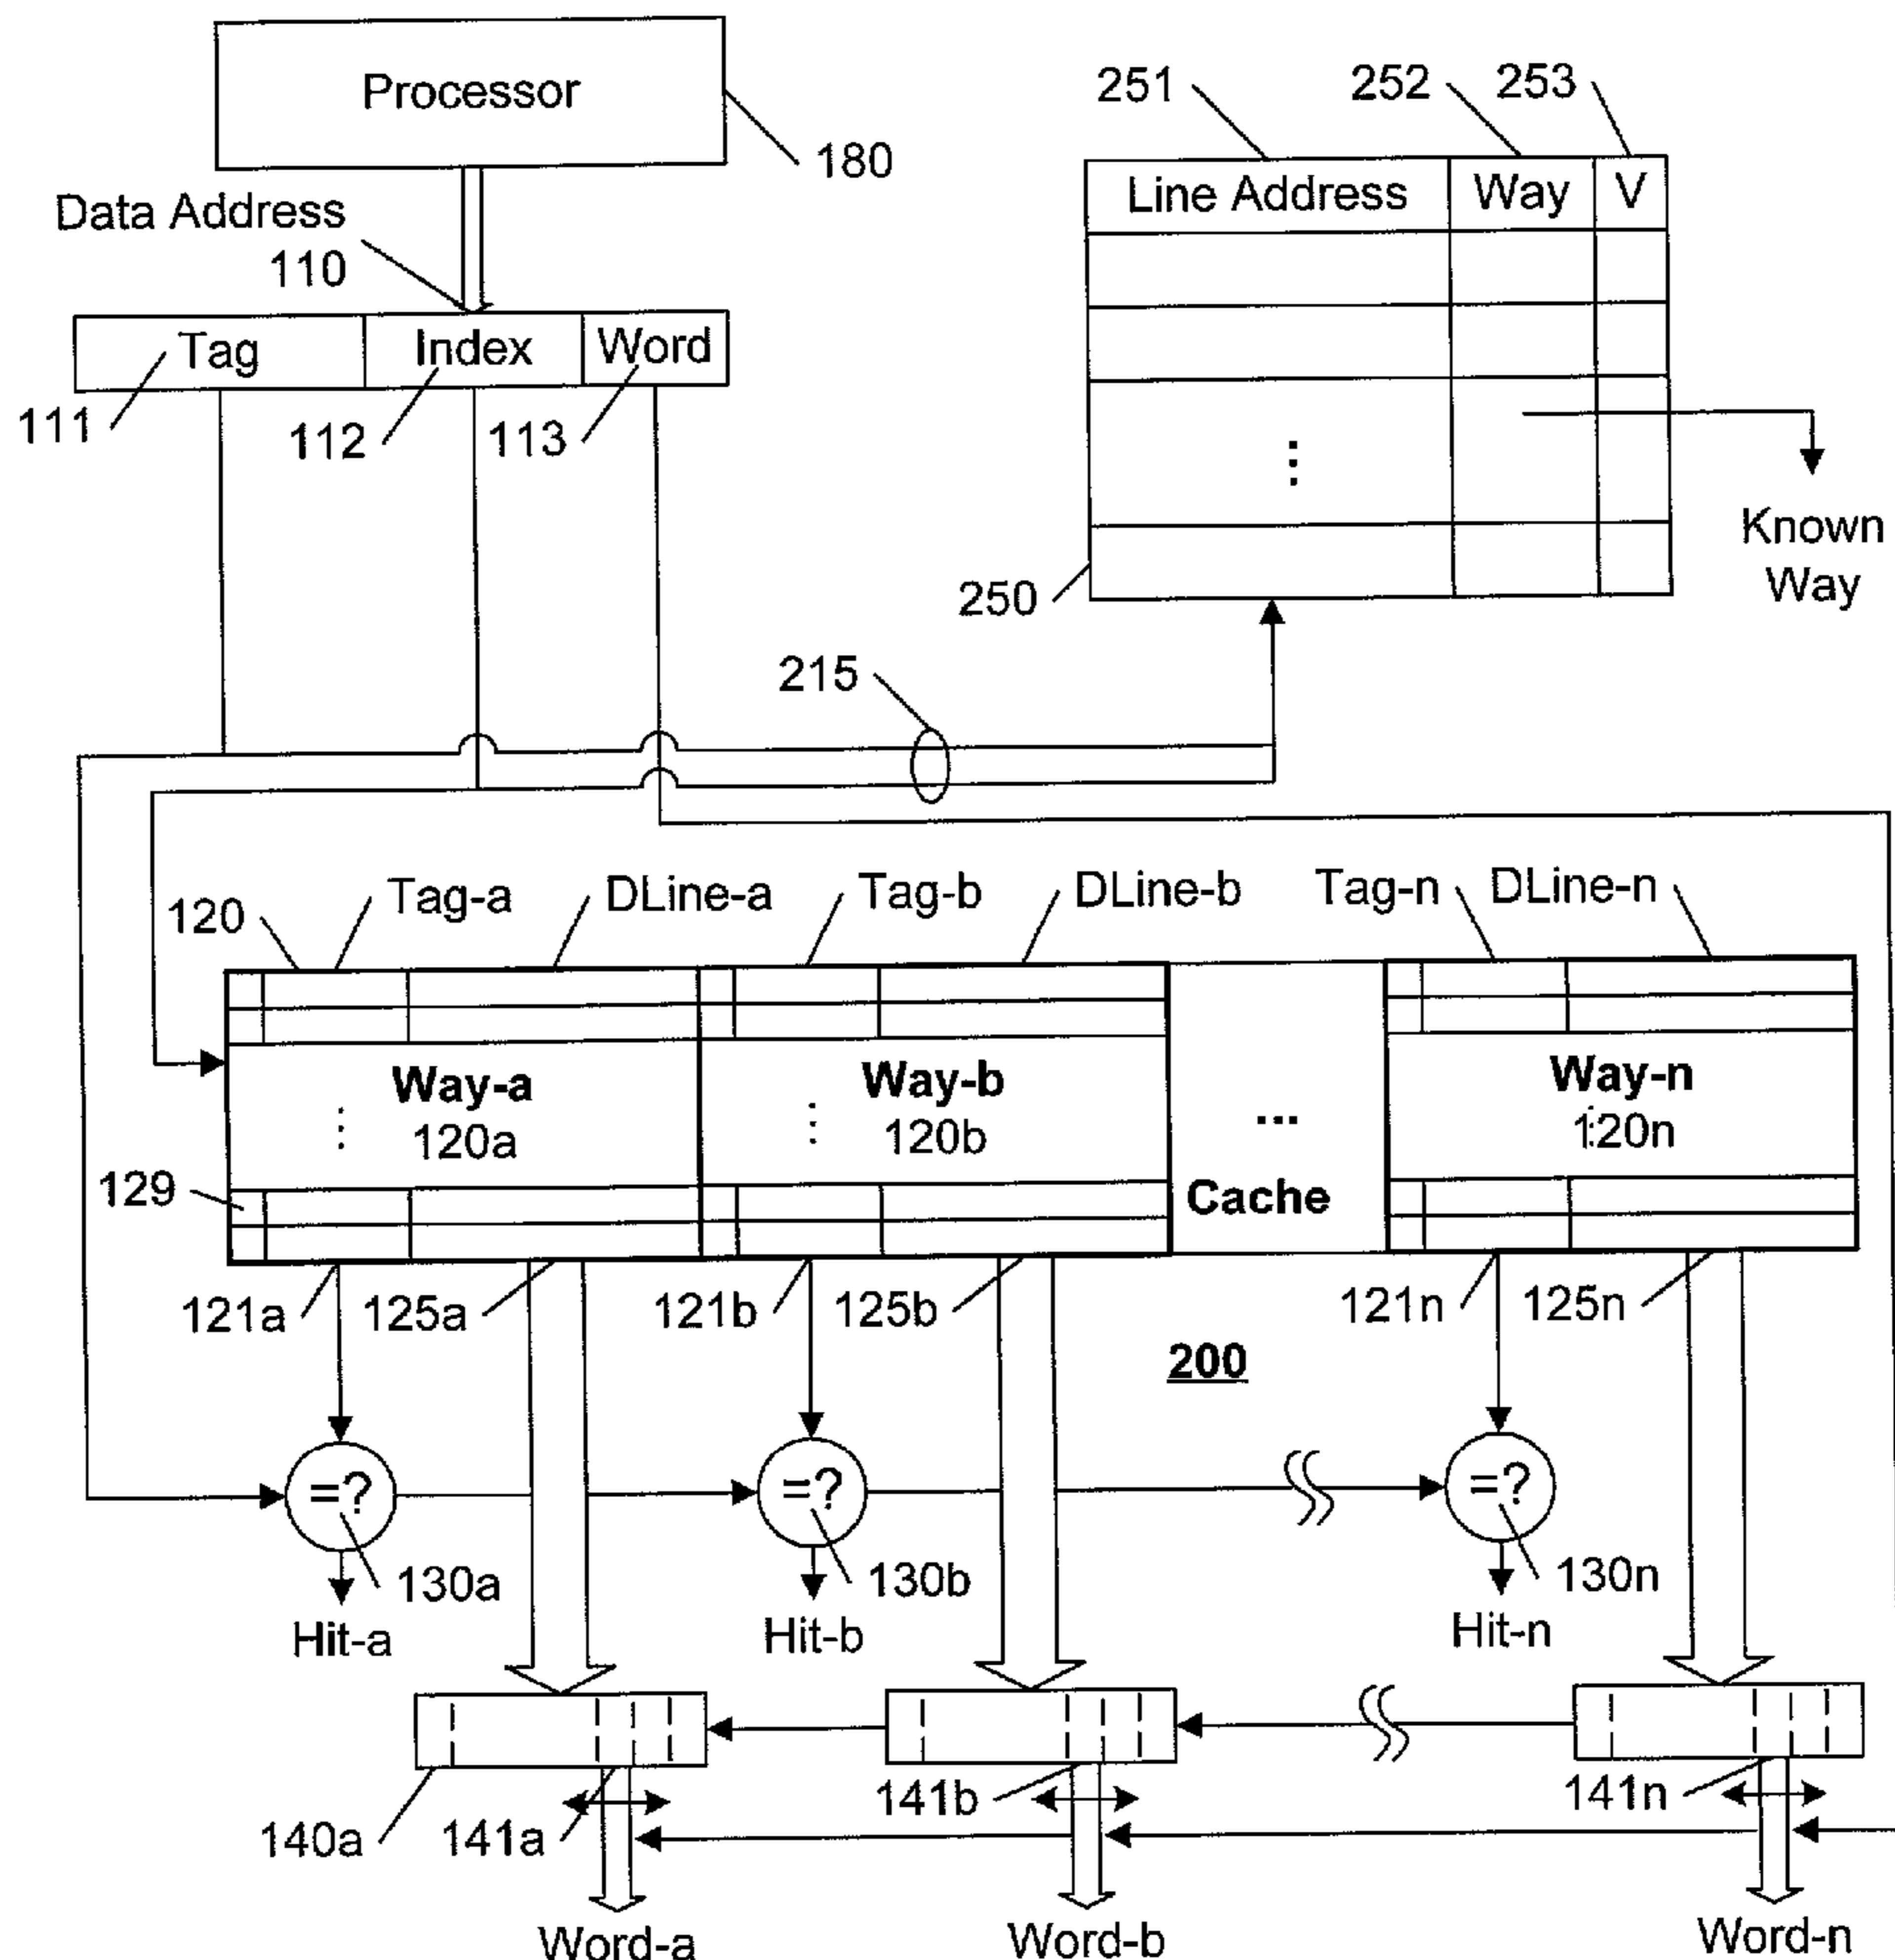 Processor
180
251
252
253
Line Address
Way
V
Data Address
110
Tag
Index
Word
111
112
113
Known
Way
250
215
120
Tag-a
DLine-a
Tag-b
DLine-b
Tag-n
DLine-n
Way-a
120a
Way-b
120b
...
Way-n
120n
129
Cache
121a
125a
121b
125b
121n
125n
200
=?
=?
=?
130a
130b
130n
Hit-a
Hit-b
Hit-n
140a
141a
141b
141n
Word-a
Word-b
Word-n